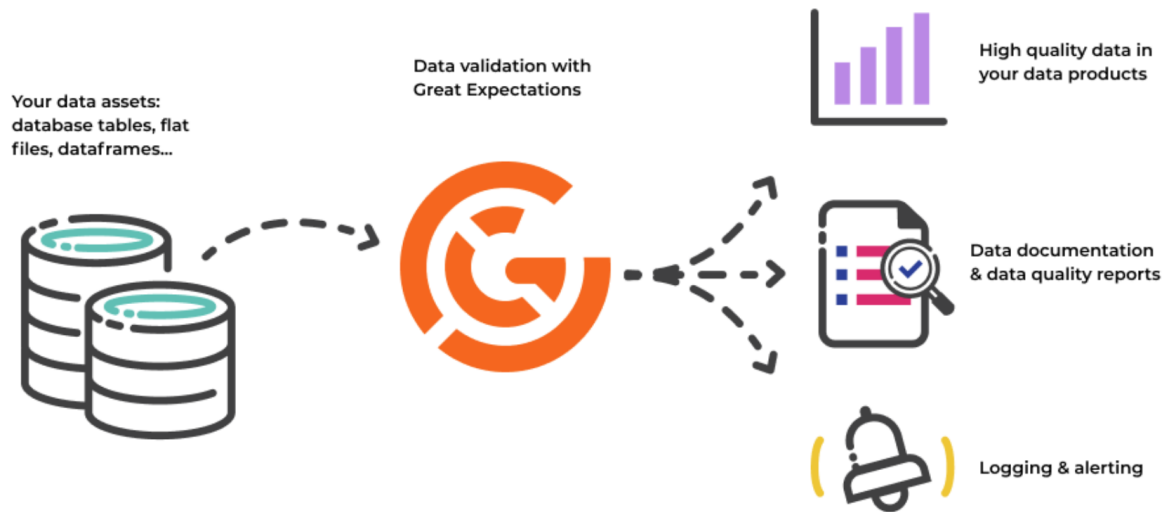 Your data assets:
database tables, flat
files, dataframes...
Data validation with
Great Expectations
High quality data in
your data products
Data documentation
& data quality reports
Logging & alerting